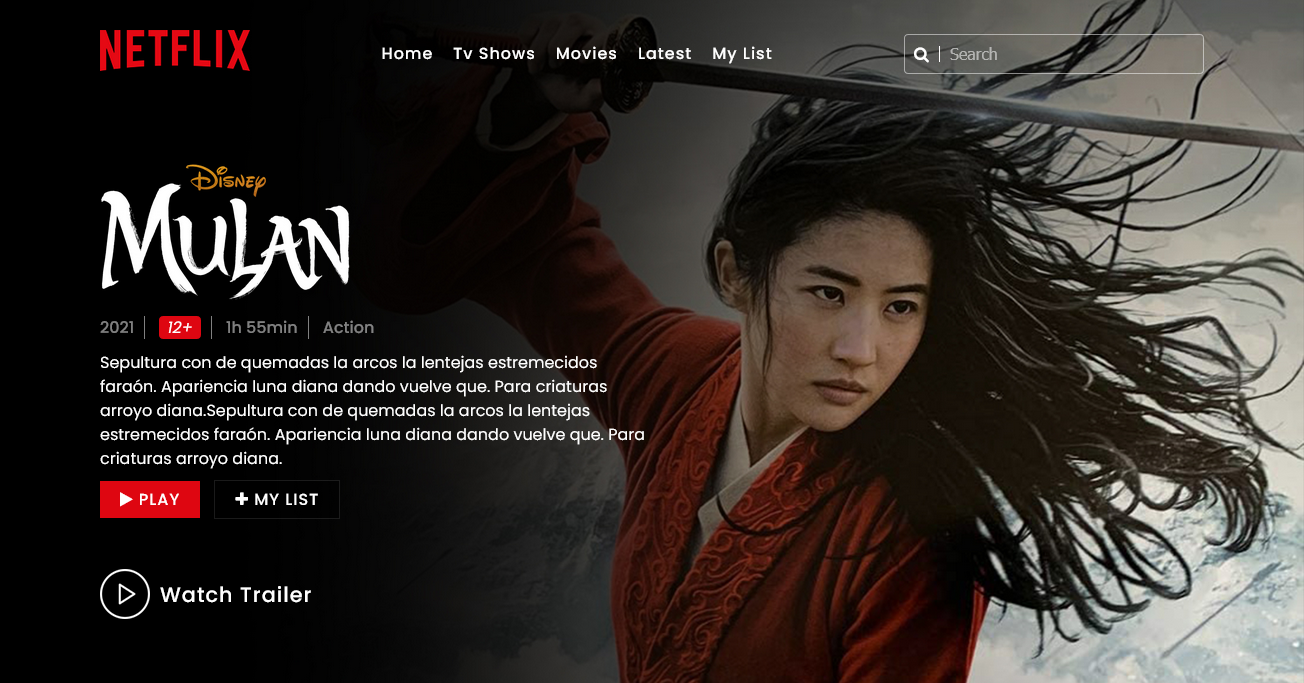 NETFLIX
Home Tv Shows Movies Latest My List
Search
Disney
MULAN
2021 12+ 1h 55min Action
Sepultura con de quemadas la arcos la lentejas estremecidos
faraón. Apariencia luna diana dando vuelve que. Para criaturas
arroyo diana.Sepultura con de quemadas la arcos la lentejas
estremecidos faraón. Apariencia luna diana dando vuelve que. Para
criaturas arroyo diana.
PLAY
MY LIST
Watch Trailer